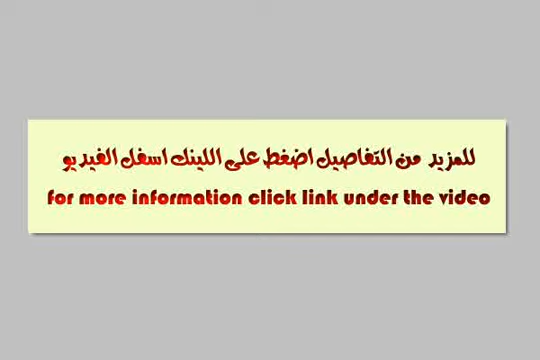 للمزيد من التفاصيل اضغط على اللينك اسفل الفيديو
for more information click link under the video